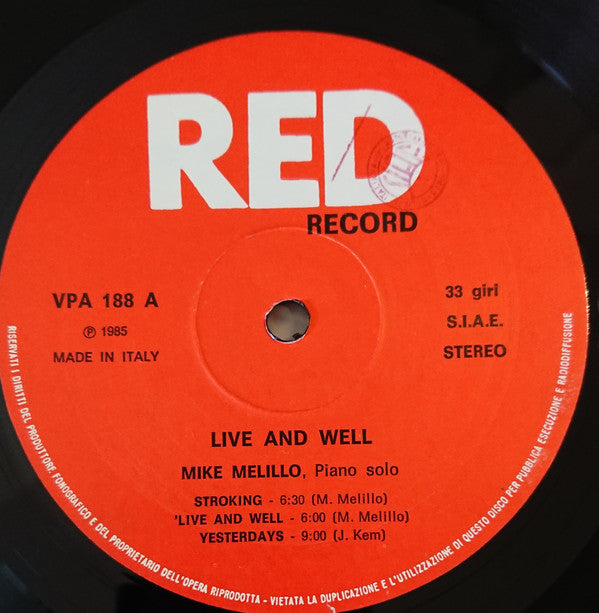 RED
RECORD
VPA 188 A
℗ 1985
MADE IN ITALY
33 giri
S.I.A.E.
STEREO
LIVE AND WELL
MIKE MELILLO, Piano solo
STROKING - 6:30 (M. Melillo)
'LIVE AND WELL - 6:00 (M. Melillo)
YESTERDAYS - 9:00 (J. Kem)
RISERVATI I DIRITTI DEL PRODUTTORE FONOGRAFICO E DEL PROPRIETARIO DELL'OPERA RIPRODOTTA - VIETATA LA DUPLICAZIONE E L'UTILIZZAZIONE DI QUESTO DISCO PER PUBBLICA ESECUZIONE E RADIODIFFUSIONE